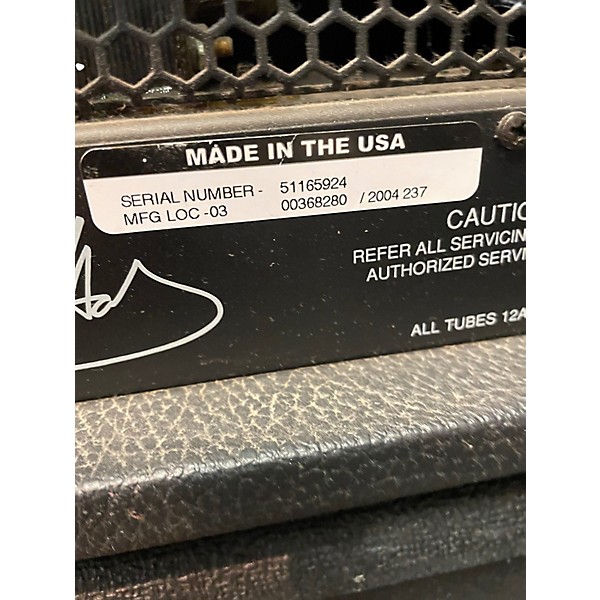 MADE IN THE USA
SERIAL NUMBER - 51165924
MFG LOC -03 00368280 / 2004 237
CAUTIO
REFER ALL SERVICIN
AUTHORIZED SERV
ALL TUBES 12A